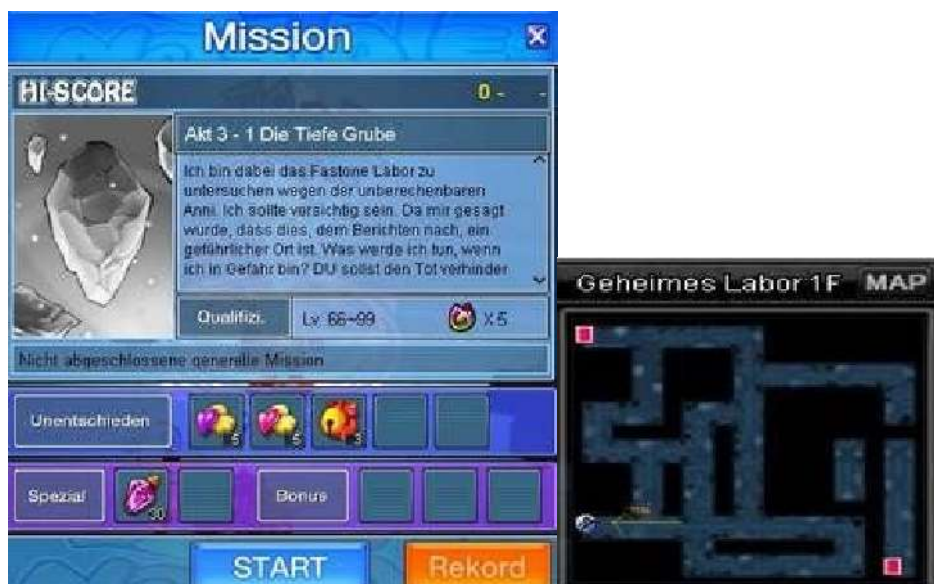 Mission
HI-SCORE 0 - -
Akt 3 - 1 Die Tiefe Grube
Ich bin dabei das Fastone Labor zu
untersuchen wegen der unberechenbaren
Anni. Ich sollte versichtig sein. Da mir gesagt
wurde, dass dies, dem Berichten nach, ein
gefährlicher Ort ist. Was werde ich tun, wenn
ich in Gefahr bin? DU sollst den Tot verhinder
Qualifizi. Lv 66~99 X 5
Nicht abgeschlossene generelle Mission
Unentschieden 5 5 3
Spezial 30 Bonus
START Rekord
Geheimes Labor 1F MAP